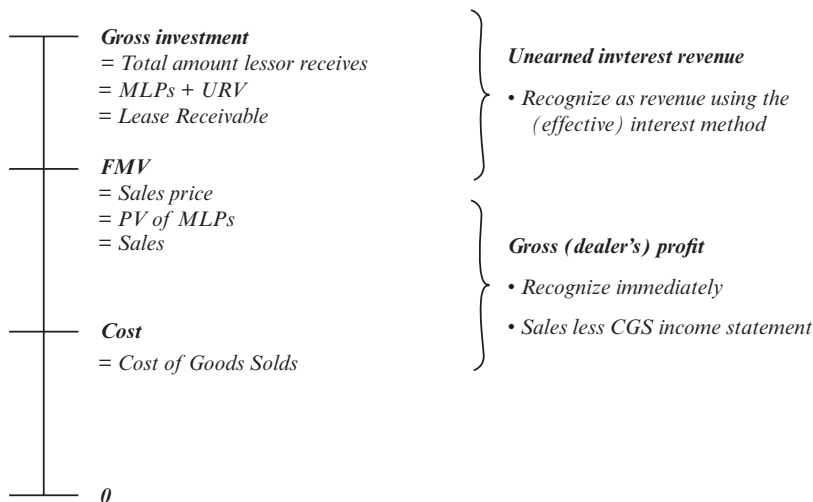 Gross investment
= Total amount lessor receives
= MLPs + URV
= Lease Receivable
Unearned invterest revenue
• Recognize as revenue using the
(effective) interest method
FMV
= Sales price
= PV of MLPs
= Sales
Gross (dealer's) profit
• Recognize immediately
• Sales less CGS income statement
Cost
= Cost of Goods Solds
0